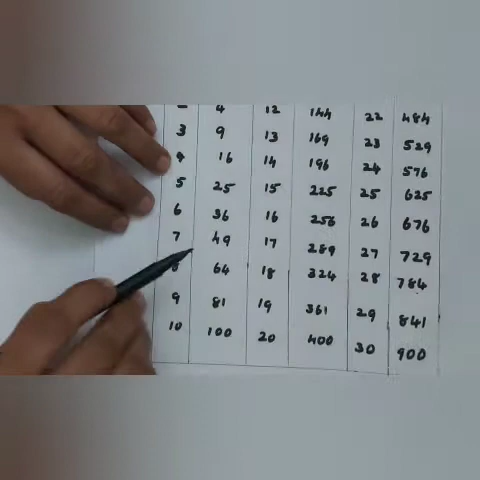 2 4 12 144 22 484
3 9 13 169 23 529
4 16 14 196 24 576
5 25 15 225 25 625
6 36 16 256 26 676
7 49 17 289 27 729
8 64 18 324 28 784
9 81 19 361 29 841
10 100 20 400 30 900